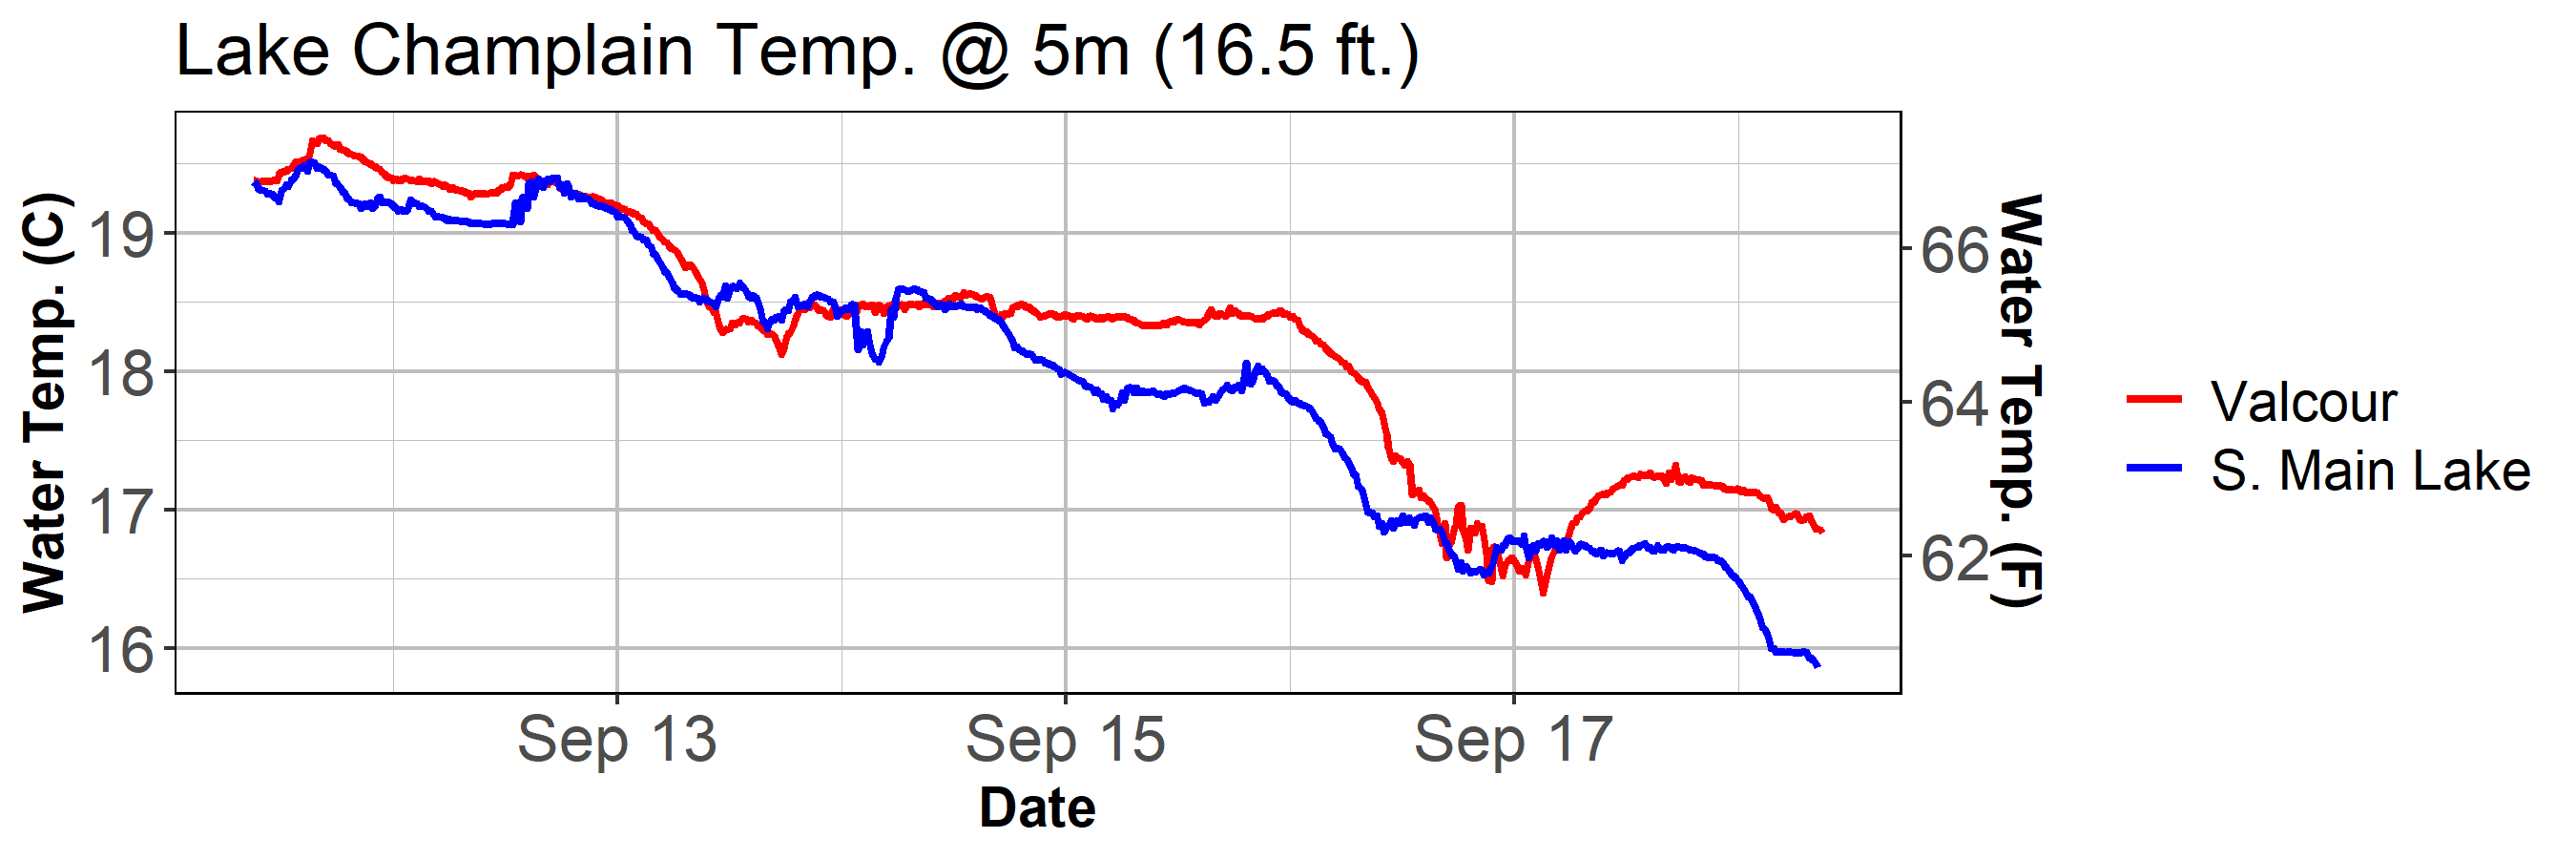 Lake Champlain Temp. @ 5m (16.5 ft.)
Water Temp. (C)
19
18
17
16
66
64
62
Water Temp. (F)
Sep 13
Sep 15
Sep 17
Date
Valcour
S. Main Lake